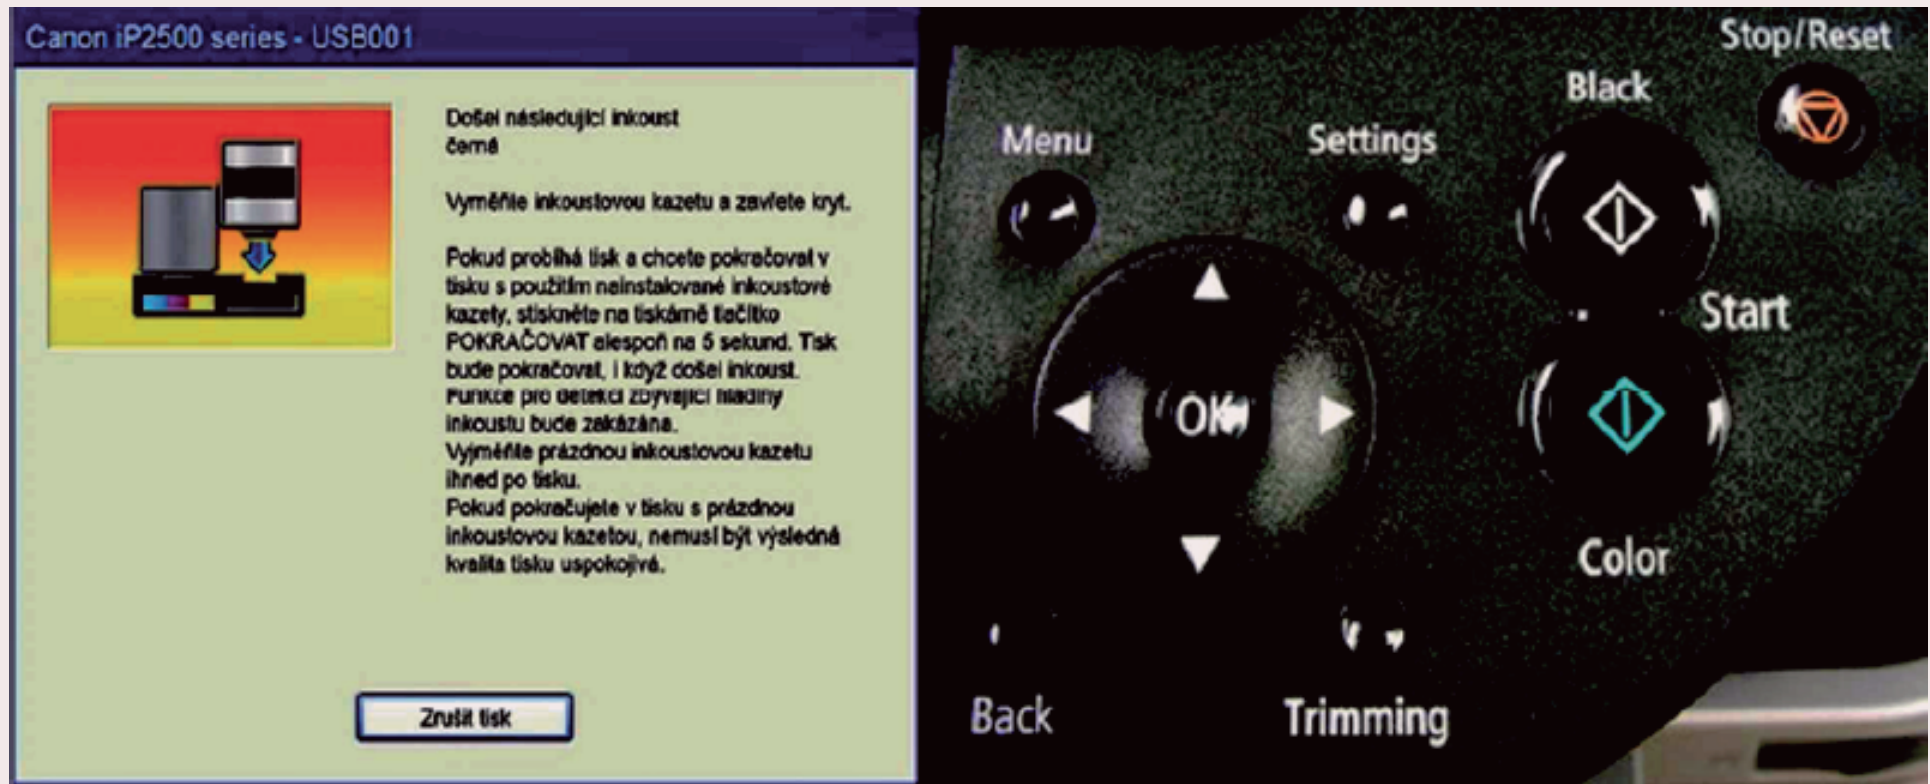 Canon iP2500 series - USB001
Došel následující inkoust
černá
Vyměňte inkoustovou kazetu a zavřete kryt.
Pokud probíhá tisk a chcete pokračovat v
tisku s použitím nainstalované inkoustové
kazety, stiskněte na tiskárně tlačítko
POKRAČOVAT alespoň na 5 sekund. Tisk
bude pokračovat, i když došel inkoust.
Funkce pro detekci zbývající hladiny
inkoustu bude zakázána.
Vyjměňte prázdnou inkoustovou kazetu
ihned po tisku.
Pokud pokračujete v tisku s prázdnou
inkoustovou kazetou, nemusí být výsledná
kvalita tisku uspokojivá.
Zrušit tisk
Stop/Reset
Black
Menu
Settings
Start
OK
Color
Back
Trimming